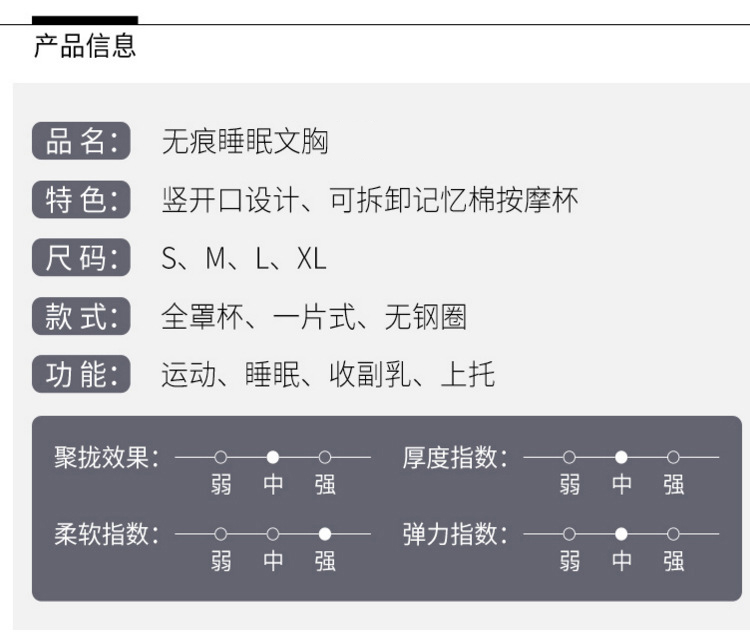 产品信息
品名： 无痕睡眠文胸
特色： 竖开口设计、可拆卸记忆棉按摩杯
尺码： S、M、L、XL
款式： 全罩杯、一片式、无钢圈
功能： 运动、睡眠、收副乳、上托
聚拢效果： 厚度指数：
弱 中 强 弱 中 强
柔软指数： 弹力指数：
弱 中 强 弱 中 强